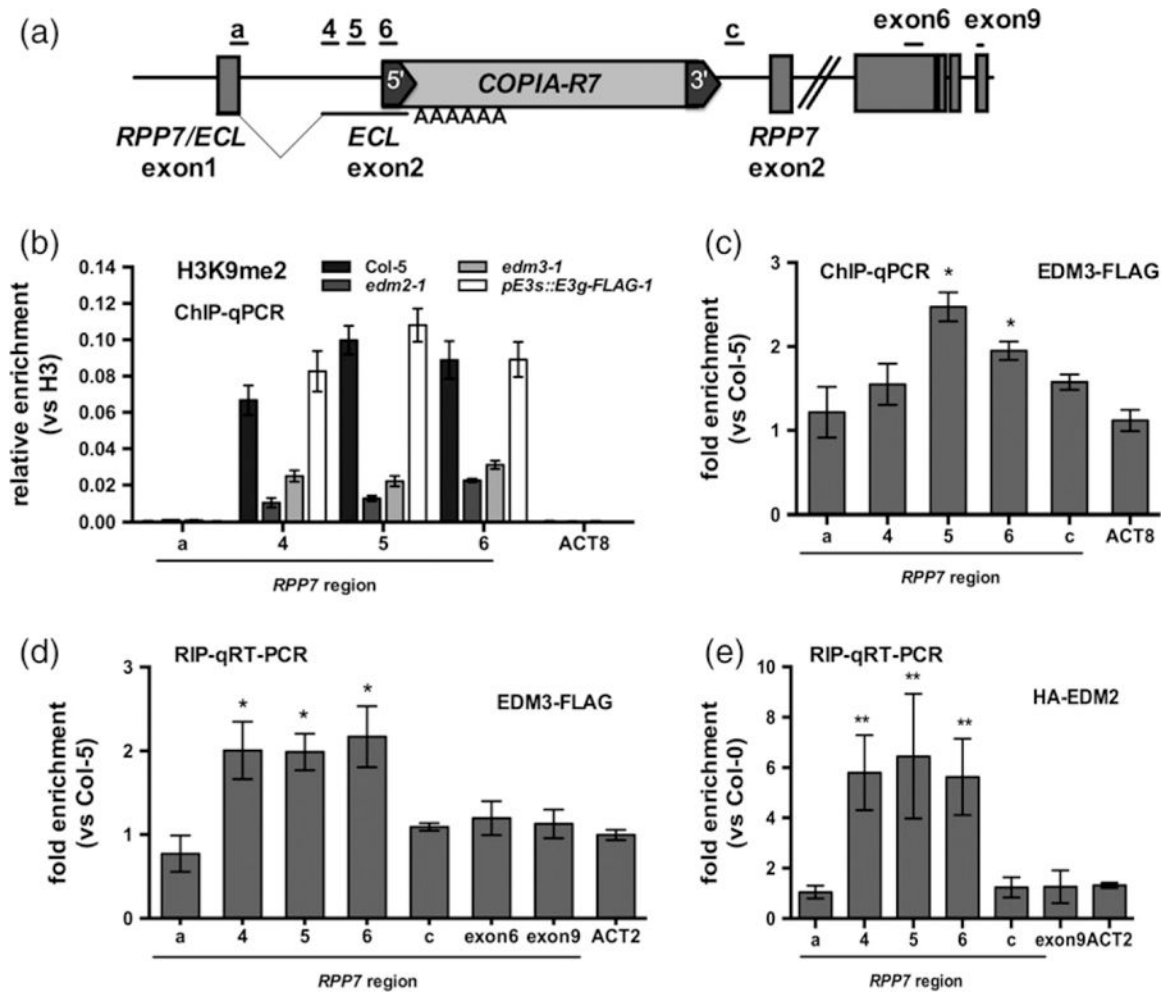 (a)
a 4 5 6 c exon6 exon9
5' COPIA-R7 3'
AAAAAA
RPP7/ECL ECL RPP7
exon1 exon2 exon2
(b)
H3K9me2
ChIP-qPCR
Col-5 edm3-1
edm2-1 pE3s::E3g-FLAG-1
relative enrichment
(vs H3)
0.14
0.12
0.10
0.08
0.06
0.04
0.02
0.00
a 4 5 6 ACT8
RPP7 region
(c)
ChIP-qPCR EDM3-FLAG
fold enrichment
(vs Col-5)
3
2
1
0
* *
a 4 5 6 c ACT8
RPP7 region
(d)
RIP-qRT-PCR
EDM3-FLAG
fold enrichment
(vs Col-5)
3
2
1
0
* * *
a 4 5 6 c exon6 exon9 ACT2
RPP7 region
(e)
RIP-qRT-PCR
HA-EDM2
fold enrichment
(vs Col-0)
10
8
6
4
2
0
** ** **
a 4 5 6 c exon9 ACT2
RPP7 region